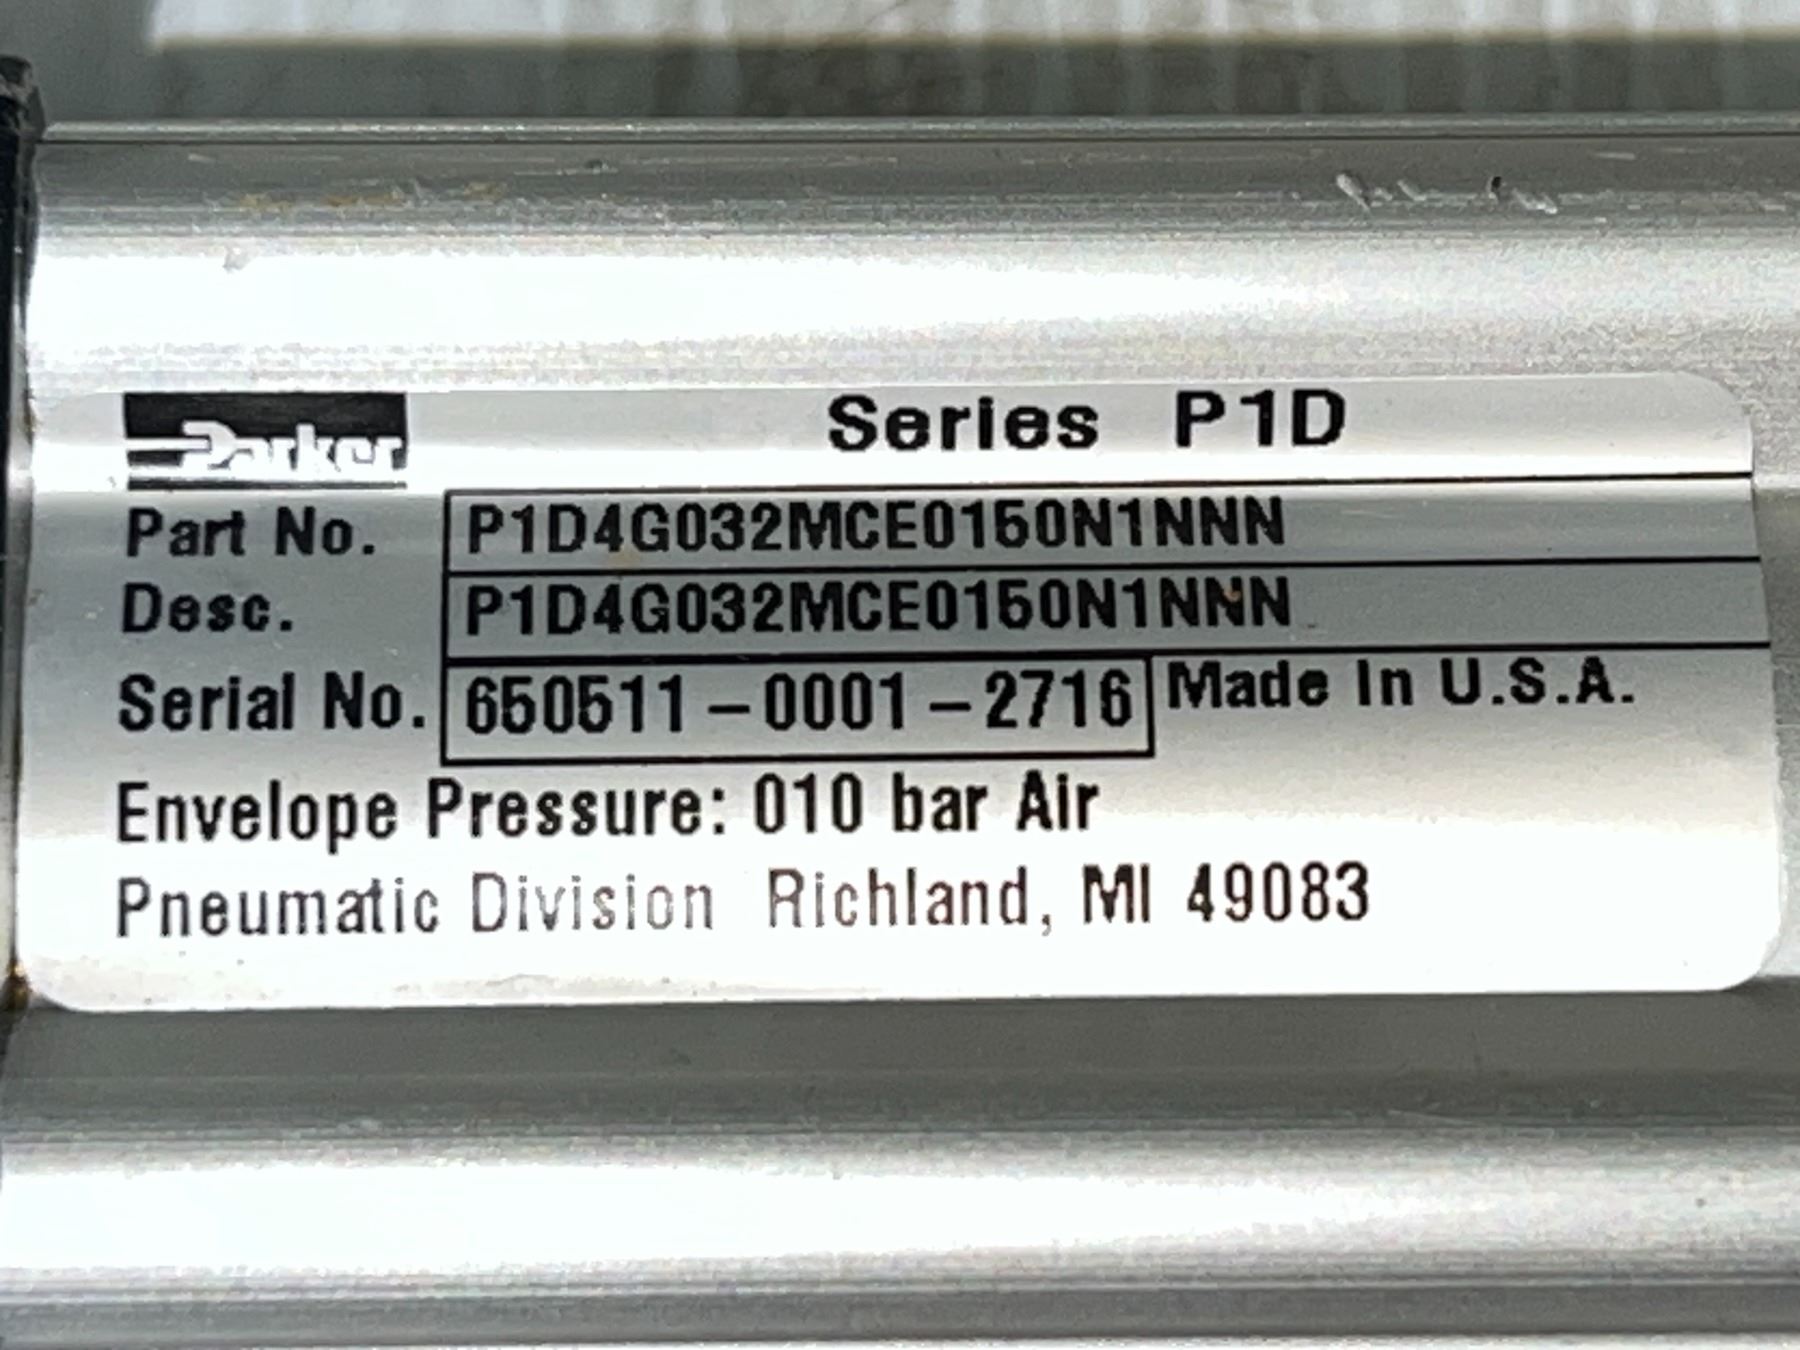 Parker
Series P1D
Part No. P1D4G032MCE0150N1NNN
Desc. P1D4G032MCE0150N1NNN
Serial No. 650511-0001-2716 Made In U.S.A.
Envelope Pressure: 010 bar Air
Pneumatic Division Richland, MI 49083